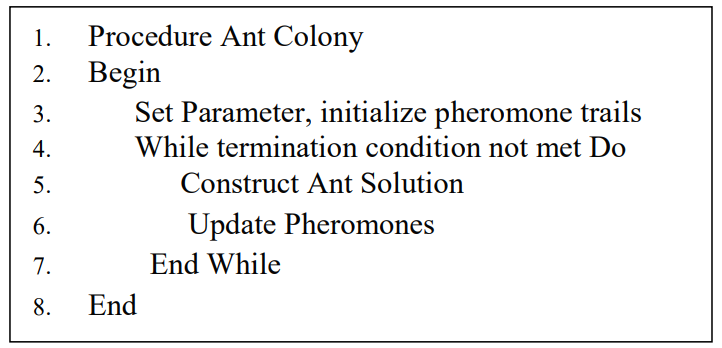 1. Procedure Ant Colony
2. Begin
3. Set Parameter, initialize pheromone trails
4. While termination condition not met Do
5. Construct Ant Solution
6. Update Pheromones
7. End While
8. End